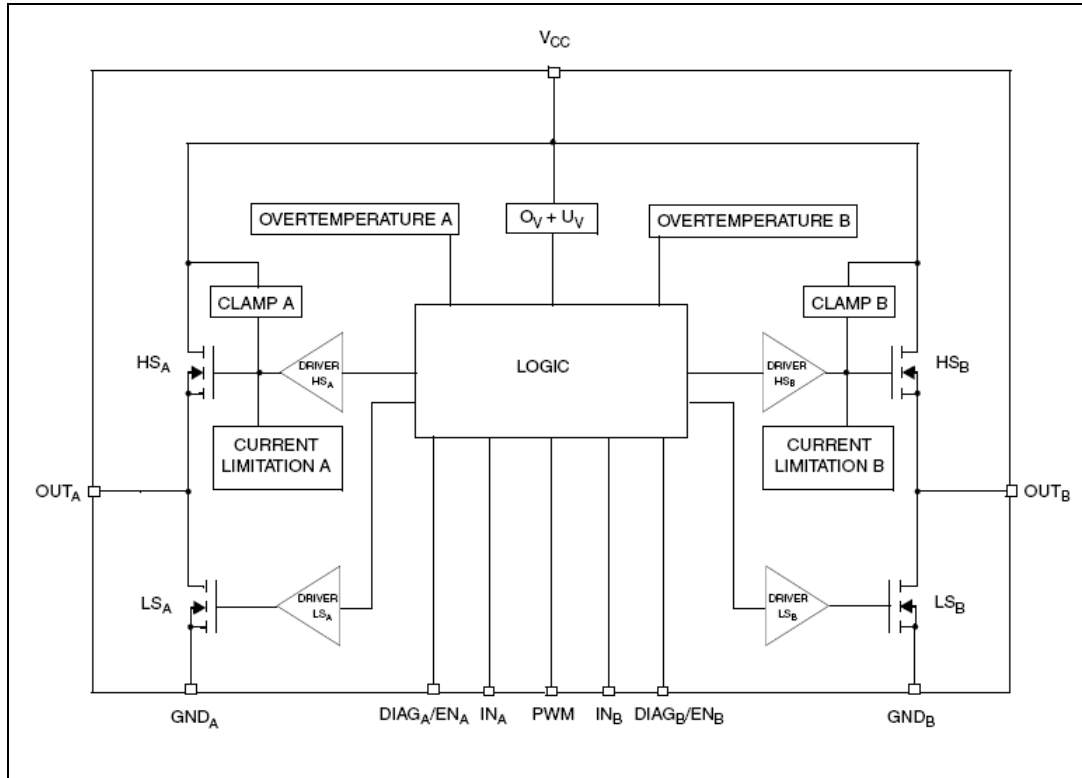 VCC
OVERTEMPERATURE A
OV + UV
OVERTEMPERATURE B
CLAMP A
CLAMP B
HSA
DRIVER
HSA
LOGIC
DRIVER
HSB
HSB
CURRENT
LIMITATION A
CURRENT
LIMITATION B
OUTA
OUTB
LSA
DRIVER
LSA
DRIVER
LSB
LSB
GNDA
DIAGA/ENA
INA
PWM
INB
DIAGB/ENB
GNDB